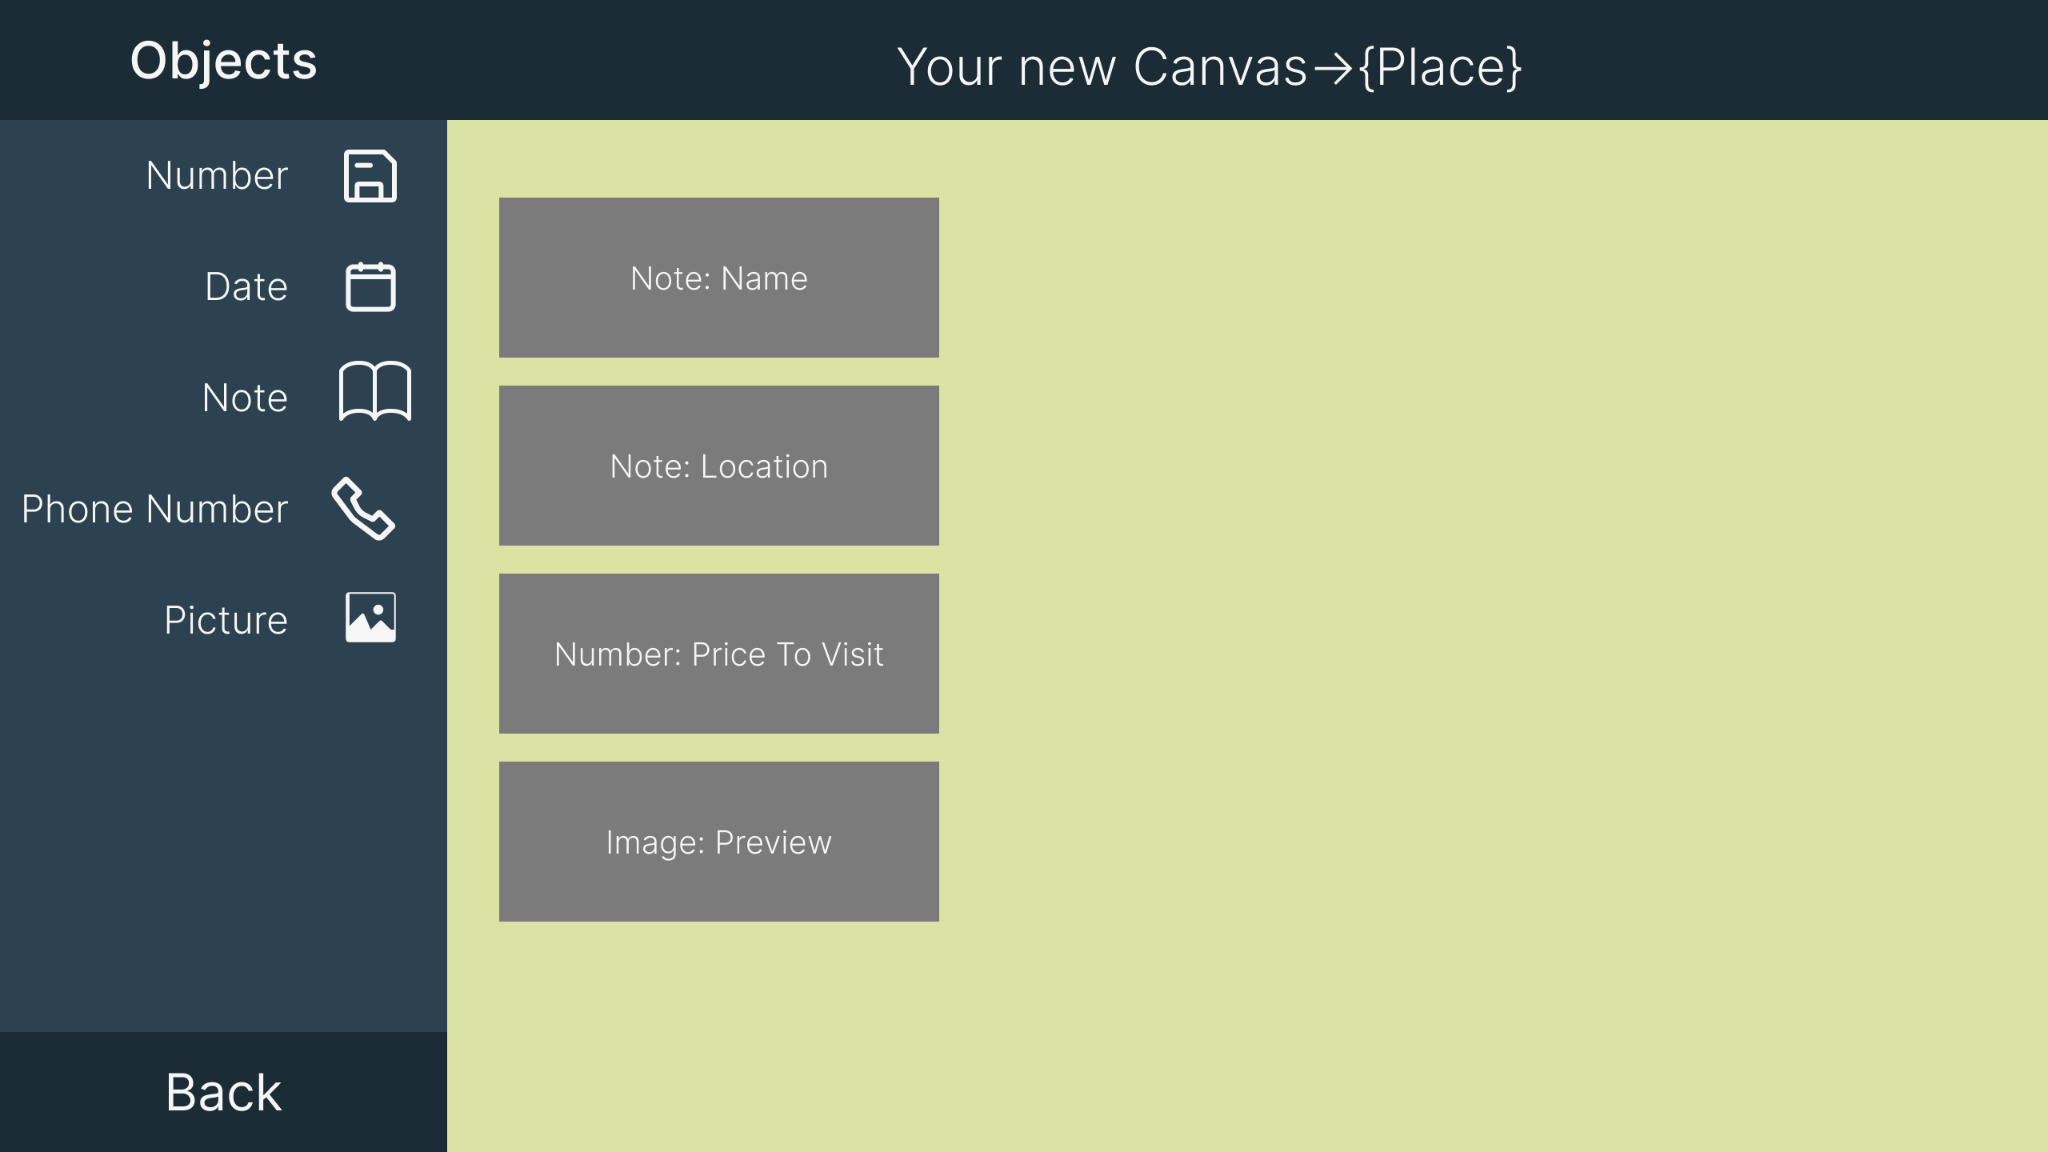 Objects
Your new Canvas→{Place}
Number
Date
Note
Phone Number
Picture
Back
Note: Name
Note: Location
Number: Price To Visit
Image: Preview